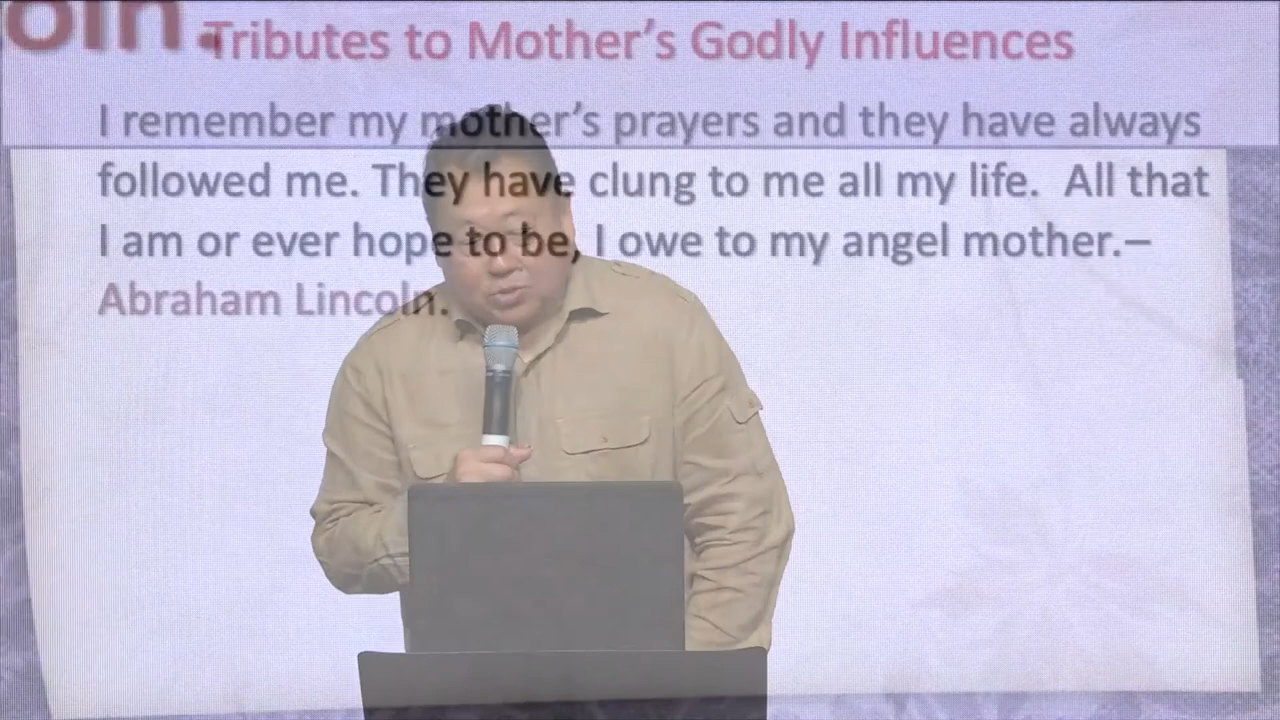 oln.
Tributes to Mother’s Godly Influences
I remember my mother’s prayers and they have always
followed me. They have clung to me all my life.  All that
I am or ever hope to be, I owe to my angel mother.–
Abraham Lincoln.